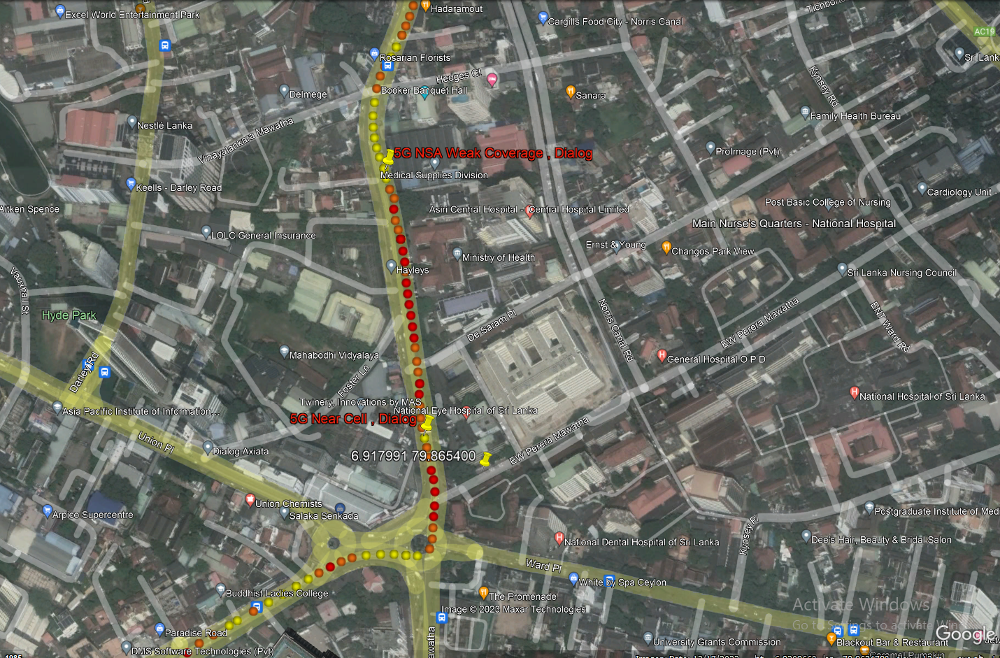 Excel World Entertainment Park
Hadaramout
Cargills Food City - Norris Canal
AC19
Rosarian Florists
Sri Lank
Hedges Ct
Kynsey Rd
Delmege
Booker Banquet Hall
Sanara
Family Health Bureau
Nestlé Lanka
Vinayalankara Mawatha
5G NSA Weak Coverage , Dialog
ProImage (Pvt)
Medical Supplies Division
Keells - Darley Road
Cardiology Unit -
Aitken Spence
Post Basic College of Nursing
Asiri Central Hospital - Central Hospital Limited
Main Nurse's Quarters - National Hospital
LOLC General Insurance
Ernst & Young
Changos Park View
Ministry of Health
Hayleys
Sri Lanka Nursing Council
Vauxhall St
Hyde Park
De Saram Pl
Norris Canal Rd
EW Perera Mawatha
ENT Ward Rd
Mahabodhi Vidyalaya
General Hospital O P D
Darley Rd
Foster Ln
National Hospital of Sri Lanka
Twinery, Innovations by MAS
Asia Pacific Institute of Information...
National Eye Hospital of Sri Lanka
5G Near Cell , Dialog
EW Perera Mawatha
Union Pl
Dialog Axiata
6.917991 79.865400
Union Chemists
Arpico Supercentre
Salaka Senkada
Postgraduate Institute of Medi
Kynsey Pl
National Dental Hospital of Sri Lanka
Dee's Hair, Beauty & Bridal Salon
Ward Pl
White by Spa Ceylon
Buddhist Ladies College
The Promenade
Activate Windows
Image © 2023 Maxar Technologies
Go to Settings to activate Windows.
Paradise Road
Google
University Grants Commission
Blackout Bar & Restaurant
DMS Software Technologies (Pvt)
Caramel Pumpkin
1985